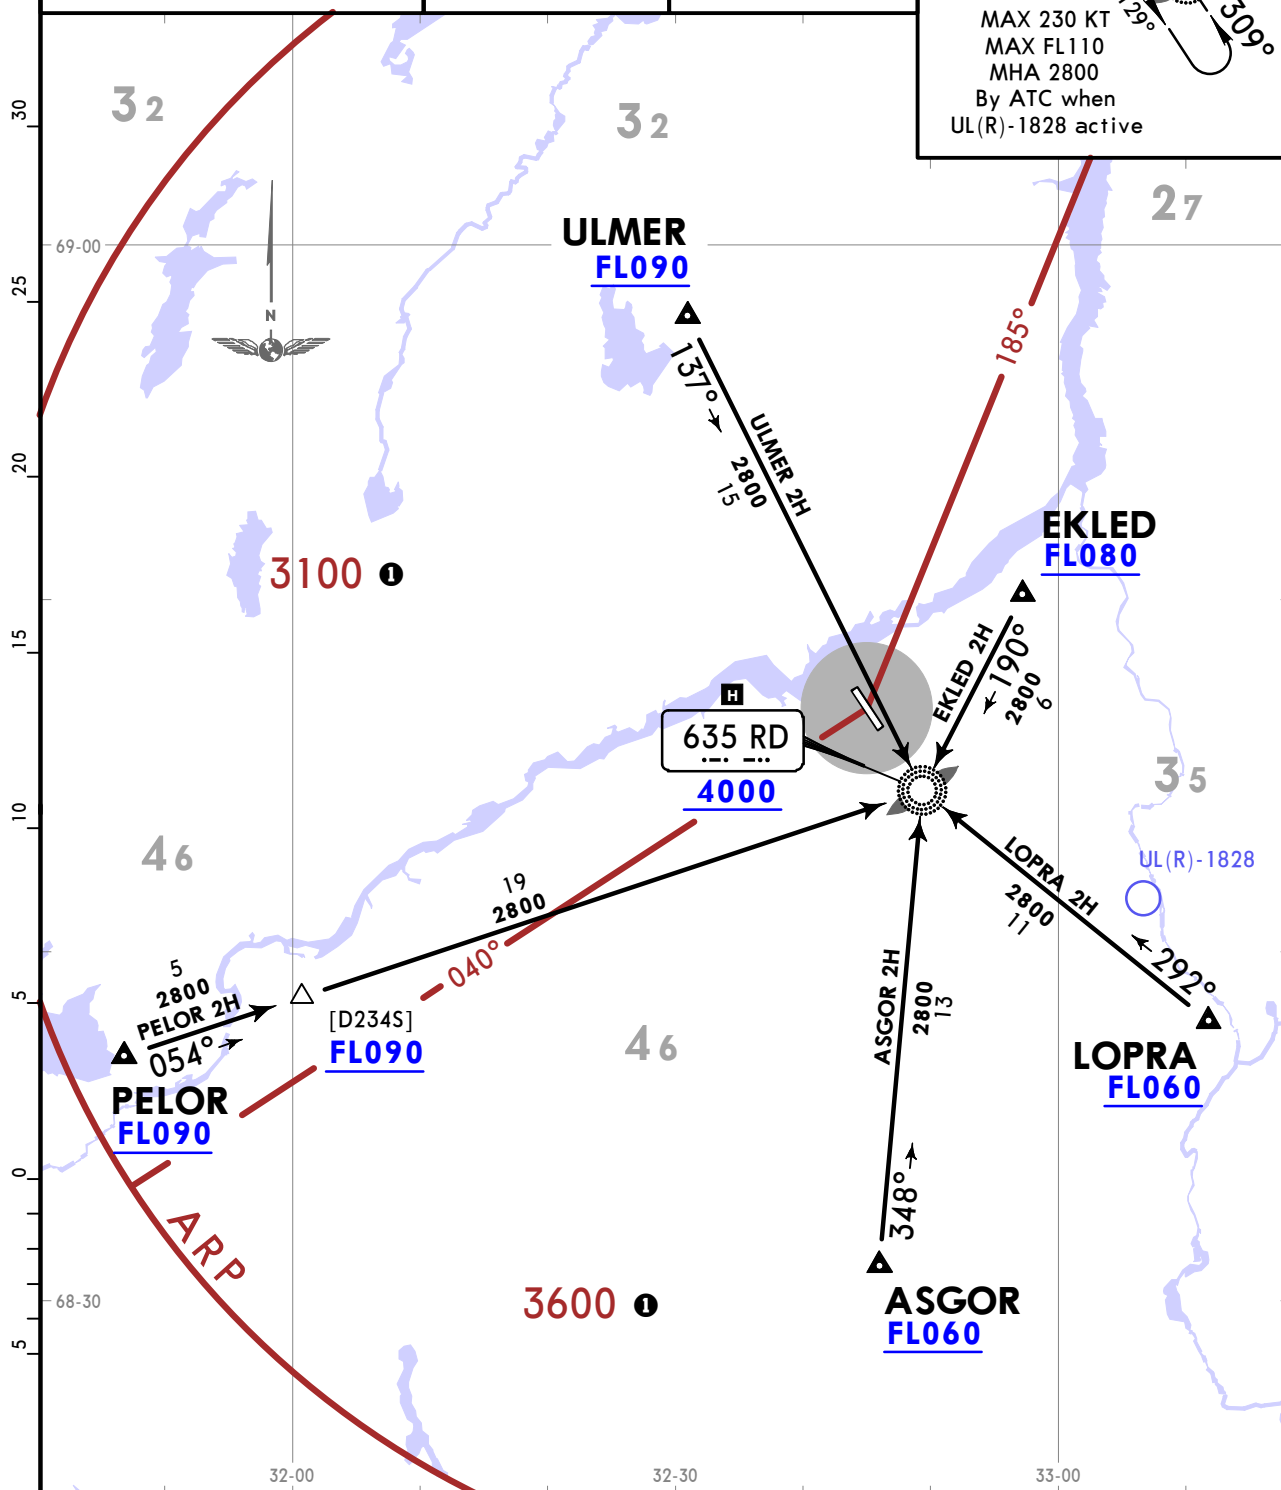 MAX 230 KT
MAX FL110
MHA 2800
By ATC when
UL(R)-1828 active
129°
309°
30
25
20
15
10
5
0
5
32
32
27
69-00
N
ULMER
FL090
137°
2800
15
ULMER 2H
185°
EKLED
FL080
EKLED 2H
190°
2800
6
3100 1
H
635 RD
4000
35
UL(R)-1828
46
19
2800
040°
LOPRA 2H
2800
11
292°
LOPRA
FL060
5
2800
PELOR 2H
054°
PELOR
FL090
[D234S]
FL090
46
ASGOR 2H
2800
13
348°
ASGOR
FL060
ARP
3600 1
68-30
32-00
32-30
33-00